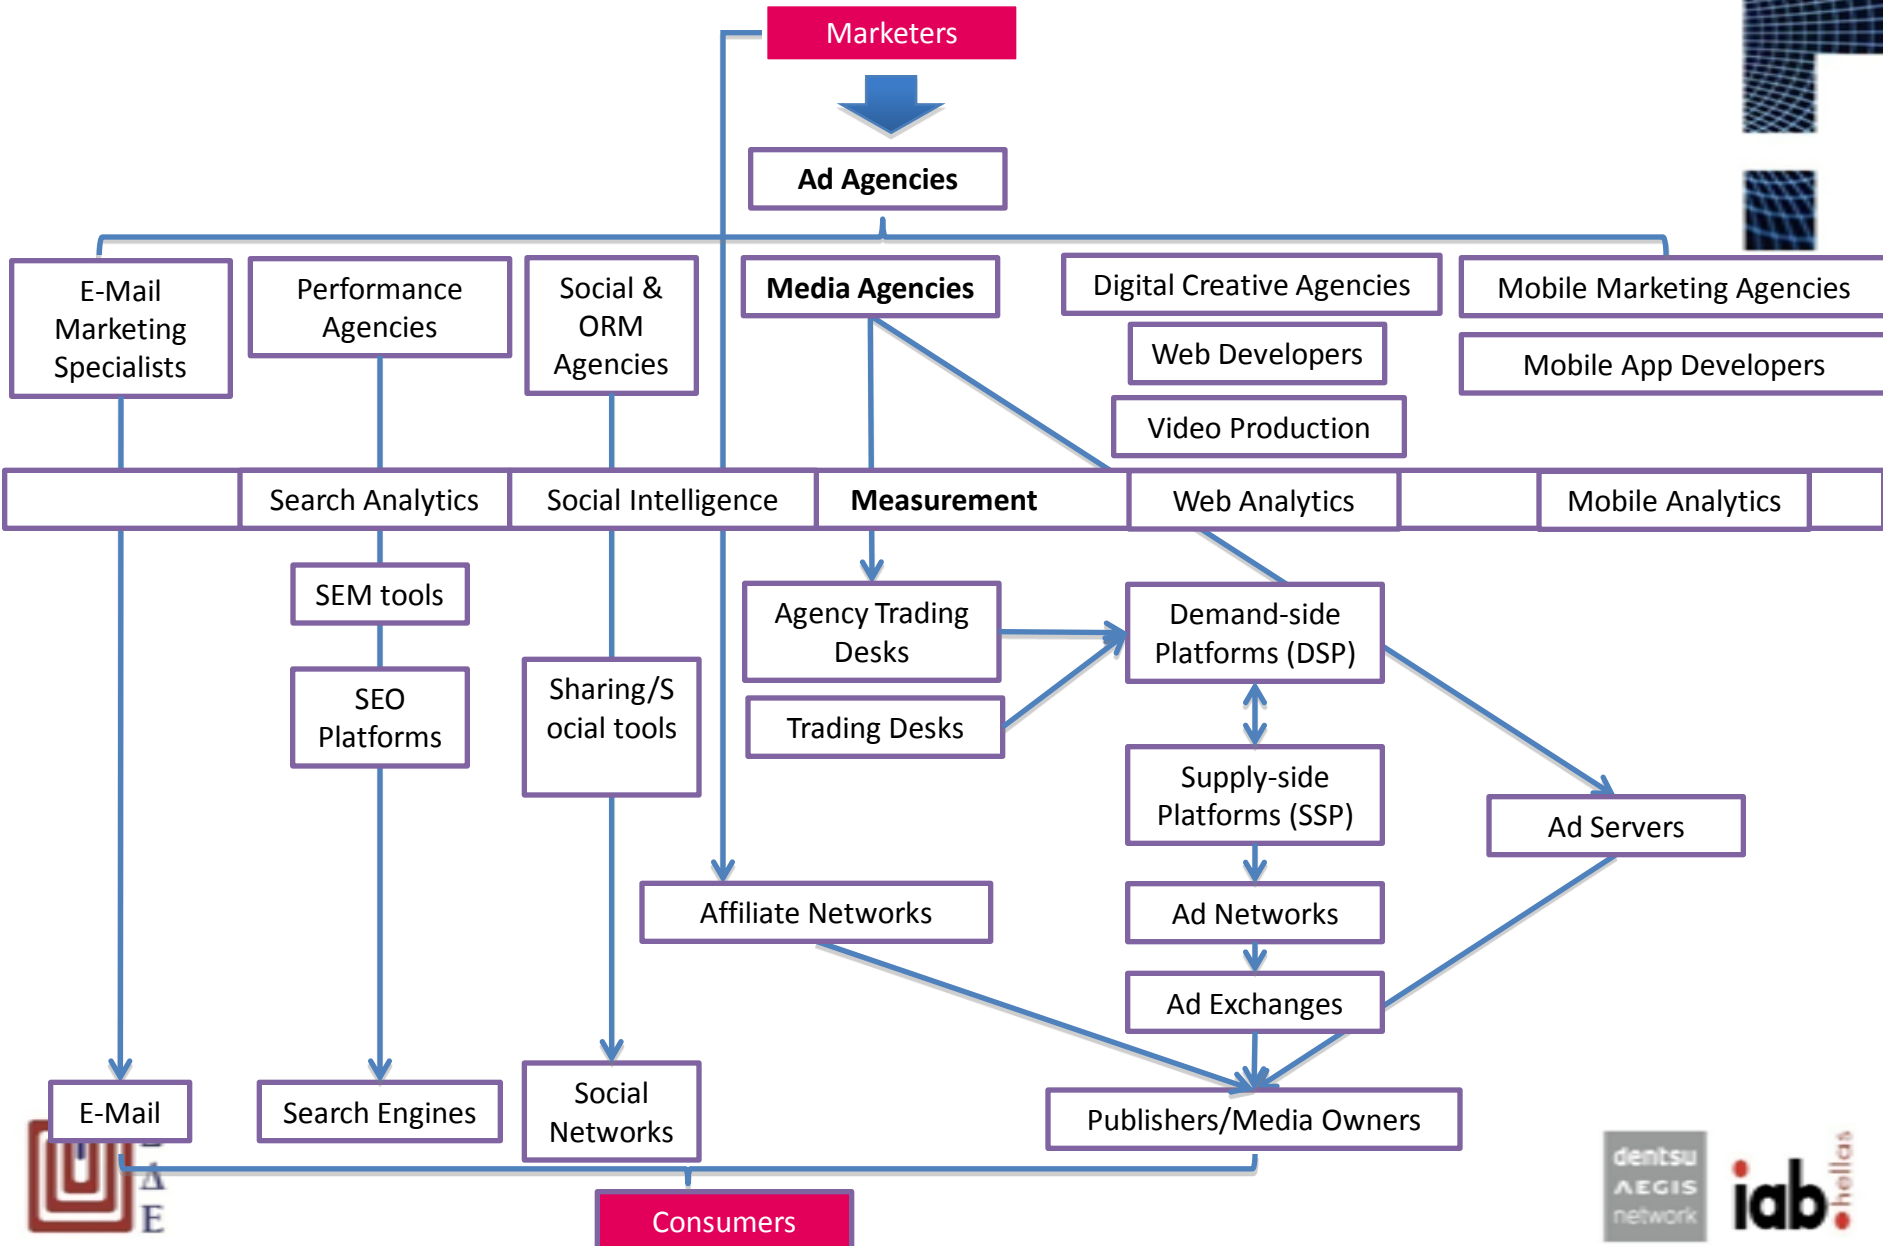 Marketers
Ad Agencies
E-Mail
Marketing
Specialists
Performance
Agencies
Social &
ORM
Agencies
Media Agencies
Digital Creative Agencies
Web Developers
Video Production
Mobile Marketing Agencies
Mobile App Developers
Search Analytics
Social Intelligence
Measurement
Web Analytics
Mobile Analytics
SEM tools
SEO
Platforms
Sharing/S
ocial tools
Agency Trading
Desks
Trading Desks
Demand-side
Platforms (DSP)
Supply-side
Platforms (SSP)
Ad Servers
Affiliate Networks
Ad Networks
Ad Exchanges
E-Mail
Search Engines
Social
Networks
Publishers/Media Owners
Consumers
Δ
Ε
dentsu
AEGIS
network
iab
hellas